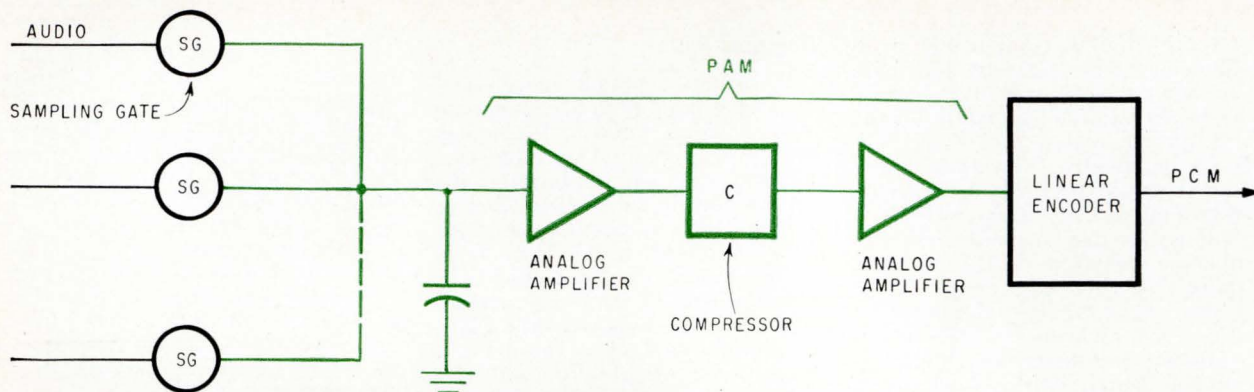 AUDIO
SG
SAMPLING GATE
SG
SG
PAM
ANALOG
AMPLIFIER
C
COMPRESSOR
ANALOG
AMPLIFIER
LINEAR
ENCODER
PCM